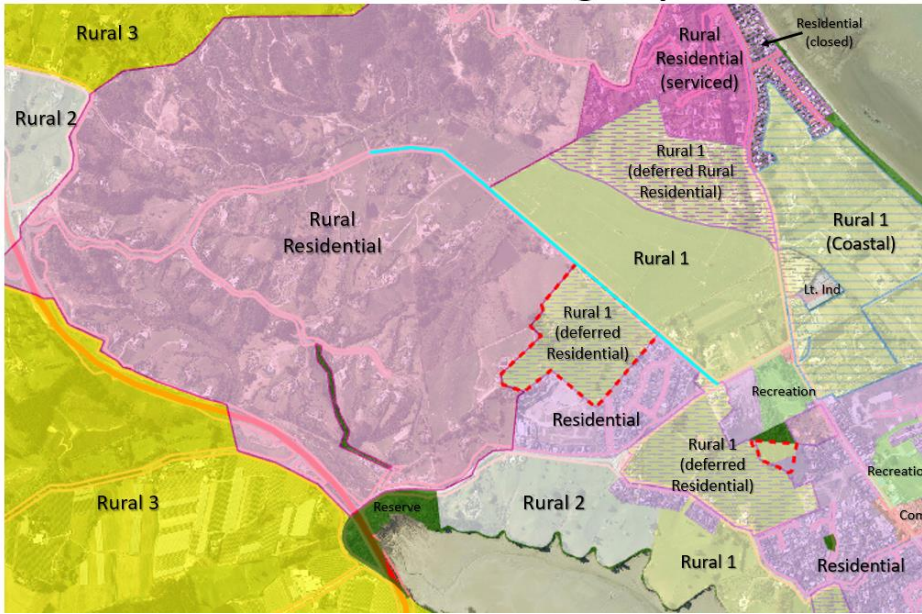 Rural 3
Residential
(closed)
Rural
Residential
(serviced)
Rural 2
Rural 1
(deferred Rural
Residential)
Rural
Residential
Rural 1
(Coastal)
Rural 1
Lt. Ind
Rural 1
(deferred
Residential)
Recreation
Residential
Rural 1
(deferred
Residential)
Recreatio
Rural 3
Reserve
Rural 2
Com
Rural 1
Residential